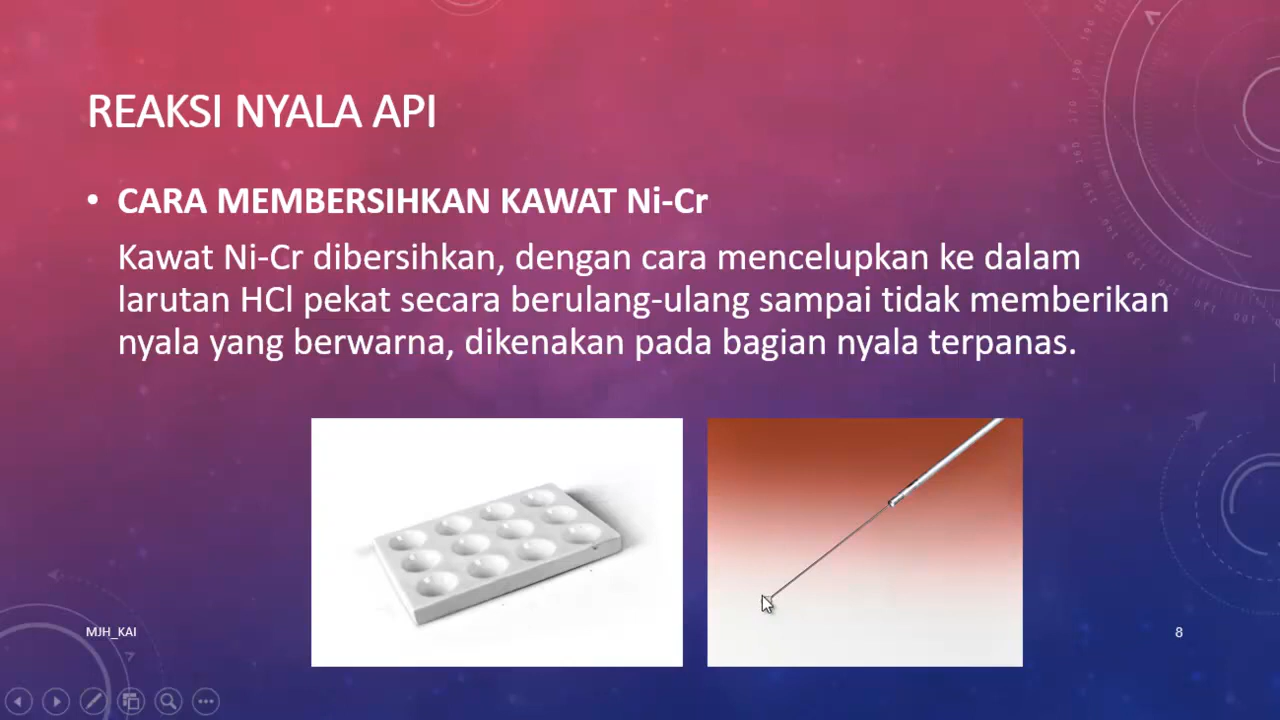 REAKSI NYALA API
• CARA MEMBERSIHKAN KAWAT Ni-Cr
Kawat Ni-Cr dibersihkan, dengan cara mencelupkan ke dalam
larutan HCl pekat secara berulang-ulang sampai tidak memberikan
nyala yang berwarna, dikenakan pada bagian nyala terpanas.
MJH_KAI
8